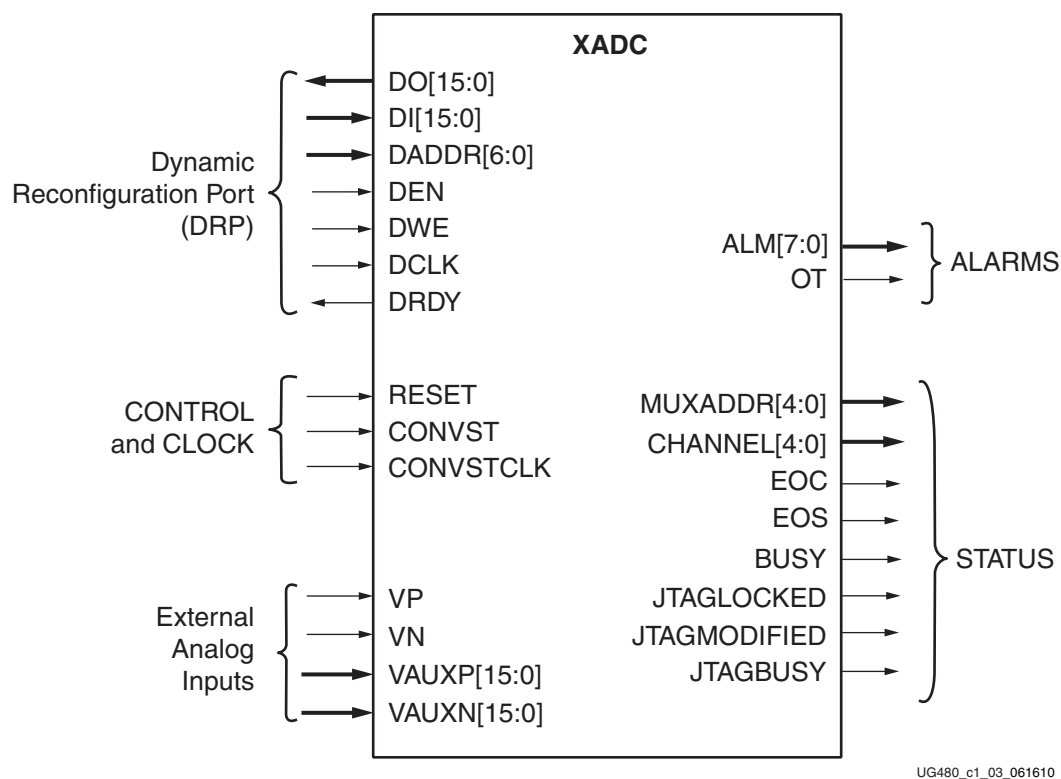 XADC
Dynamic
Reconfiguration Port
(DRP)
DO[15:0]
DI[15:0]
DADDR[6:0]
DEN
DWE
DCLK
DRDY
CONTROL
and CLOCK
RESET
CONVST
CONVSTCLK
External
Analog
Inputs
VP
VN
VAUXP[15:0]
VAUXN[15:0]
ALM[7:0]
OT
ALARMS
MUXADDR[4:0]
CHANNEL[4:0]
EOC
EOS
BUSY
JTAGLOCKED
JTAGMODIFIED
JTAGBUSY
STATUS
UG480_c1_03_061610